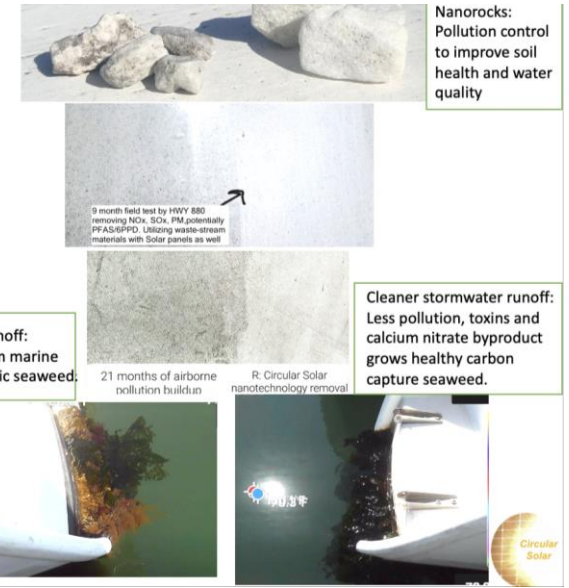 Nanorocks:
Pollution control
to improve soil
health and water
quality
9 month field test by HWY 880
removing NOx, SOx, PM,potentially
PFAS/6PPD. Utilizing waste-stream
materials with Solar panels as well
Cleaner stormwater runoff:
Less pollution, toxins and
calcium nitrate byproduct
grows healthy carbon
capture seaweed.
noff:
n marine
ic seaweed.
21 months of airborne
pollution buildup
R: Circular Solar
nanotechnology removal
Circular
Solar